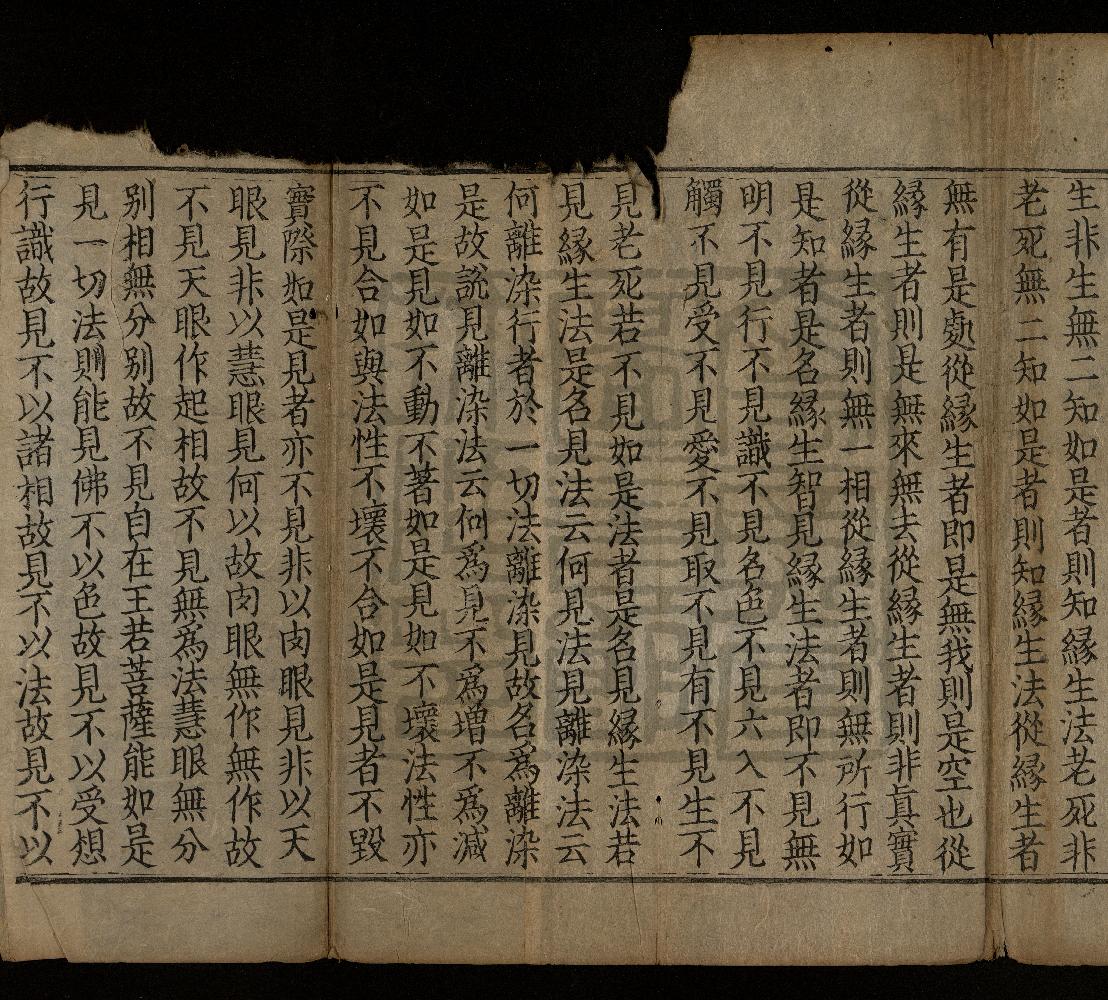 生非生無二知如是者則知縁生法老死非
老死無二知如是者則知縁生法從縁生者
無有是處從縁生者即是無我則是空也從
縁生者則是無來無去從縁生者則非眞實
從縁生者則無一相從縁生者則無所行如
是知者是名縁生智見縁生法者即不見無
明不見行不見識不見名色不見六入不見
觸不見受不見愛不見取不見有不見生不
見老死若不見如是法者是名見縁生法若
見縁生法是名見法云何見法見離染法云
何離染行者於一切法離染見故名爲離染
是故説見離染法云何爲見不爲増不爲減
如是見如不動不著如是見如不壞法性亦
不見合如與法性不壞不合如是見者不毀
實際如是見者亦不見非以肉眼見非以天
眼見非以慧眼見何以故肉眼無作無作故
不見天眼作起相故不見無爲法慧眼無分
别相無分别故不見自在王若菩薩能如是
見一切法則能見佛不以色故見不以受想
行識故見不以諸相故見不以法故見不以